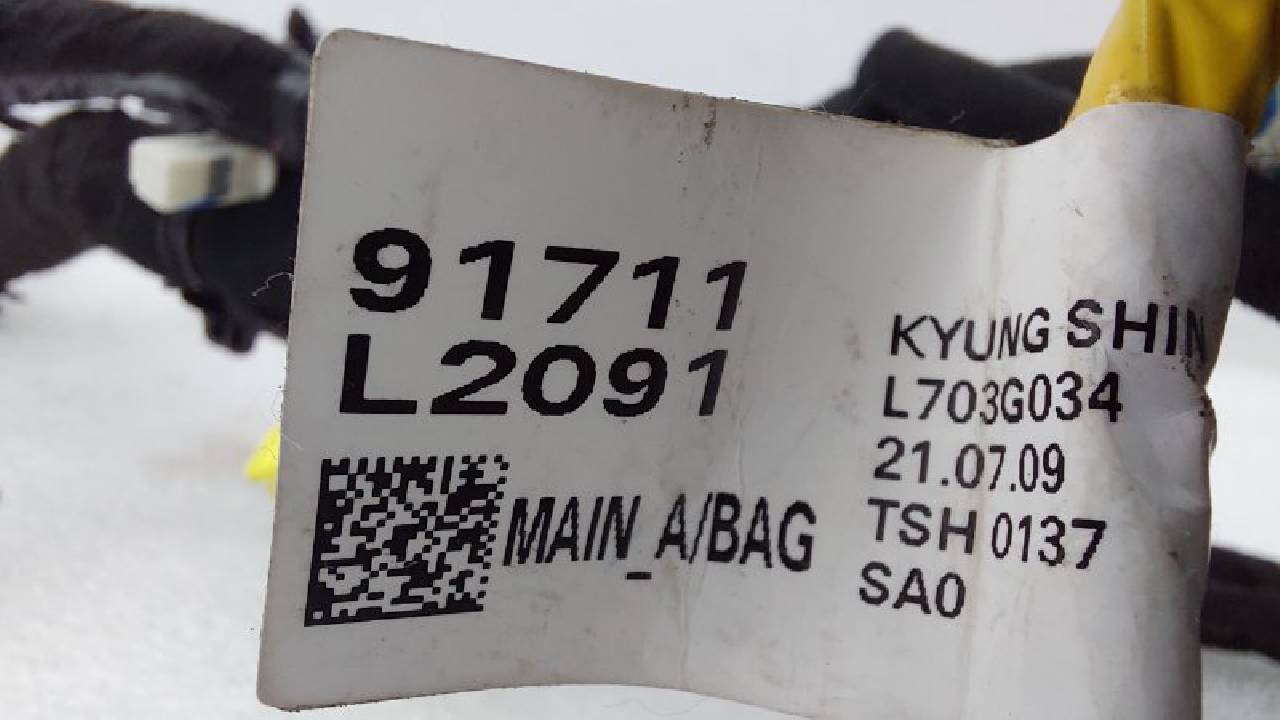 91711
L2091
MAIN_A/BAG
KYUNG SHIN
L703G034
21.07.09
TSH 0137
SA0